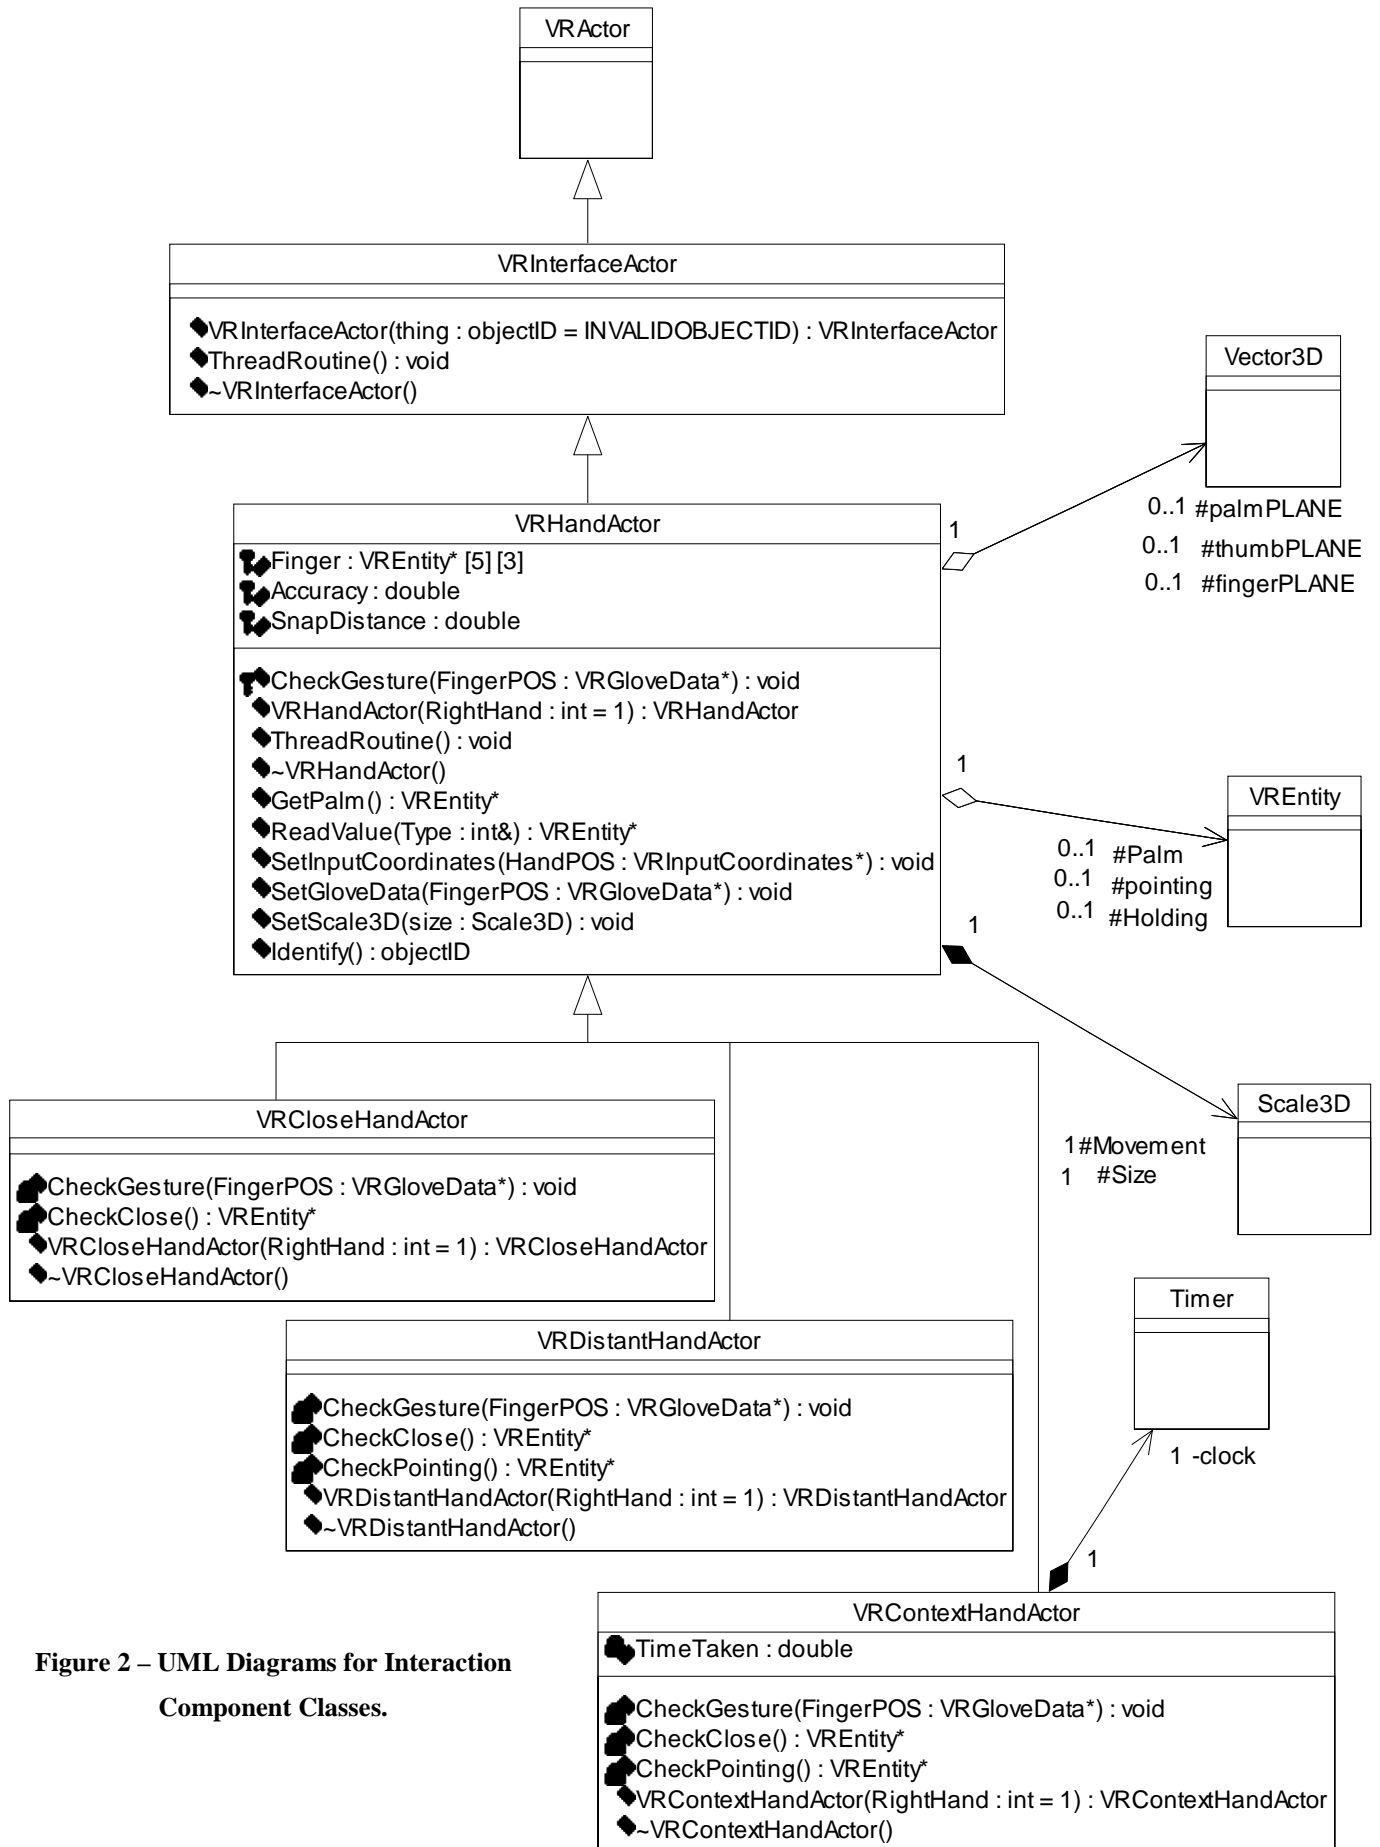 VRActor
VRInterfaceActor
VRInterfaceActor(thing : objectID = INVALIDOBJECTID) : VRInterfaceActor
ThreadRoutine() : void
~VRInterfaceActor()
Vector3D
1
0..1 #palmPLANE
0..1 #thumbPLANE
0..1 #fingerPLANE
VRHandActor
Finger : VREntity* [5][3]
Accuracy : double
SnapDistance : double
CheckGesture(FingerPOS : VRGloveData*) : void
VRHandActor(RightHand : int = 1) : VRHandActor
ThreadRoutine() : void
~VRHandActor()
GetPalm() : VREntity*
ReadValue(Type : int&) : VREntity*
SetInputCoordinates(HandPOS : VRInputCoordinates*) : void
SetGloveData(FingerPOS : VRGloveData*) : void
SetScale3D(size : Scale3D) : void
Identify() : objectID
1
VREntity
0..1 #Palm
0..1 #pointing
0..1 #Holding
1
Scale3D
1 #Movement
1 #Size
VRCloseHandActor
CheckGesture(FingerPOS : VRGloveData*) : void
CheckClose() : VREntity*
VRCloseHandActor(RightHand : int = 1) : VRCloseHandActor
~VRCloseHandActor()
Timer
1 -clock
1
VRDistantHandActor
CheckGesture(FingerPOS : VRGloveData*) : void
CheckClose() : VREntity*
CheckPointing() : VREntity*
VRDistantHandActor(RightHand : int = 1) : VRDistantHandActor
~VRDistantHandActor()
VRContextHandActor
TimeTaken : double
CheckGesture(FingerPOS : VRGloveData*) : void
CheckClose() : VREntity*
CheckPointing() : VREntity*
VRContextHandActor(RightHand : int = 1) : VRContextHandActor
~VRContextHandActor()
Figure 2 – UML Diagrams for Interaction
Component Classes.